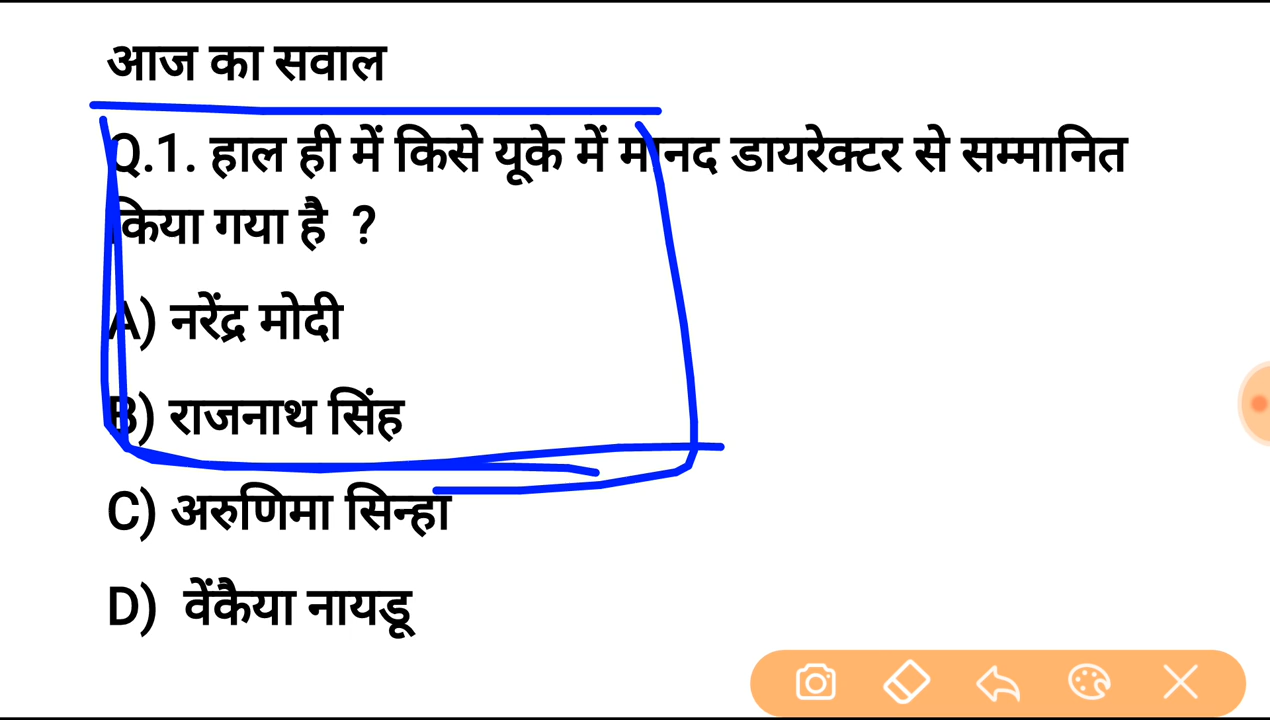 आज का सवाल
Q.1. हाल ही में किसे यूके में मानद डायरेक्टर से सम्मानित
किया गया है ?
A) नरेंद्र मोदी
B) राजनाथ सिंह
C) अरुणिमा सिन्हा
D) वेंकैया नायडू